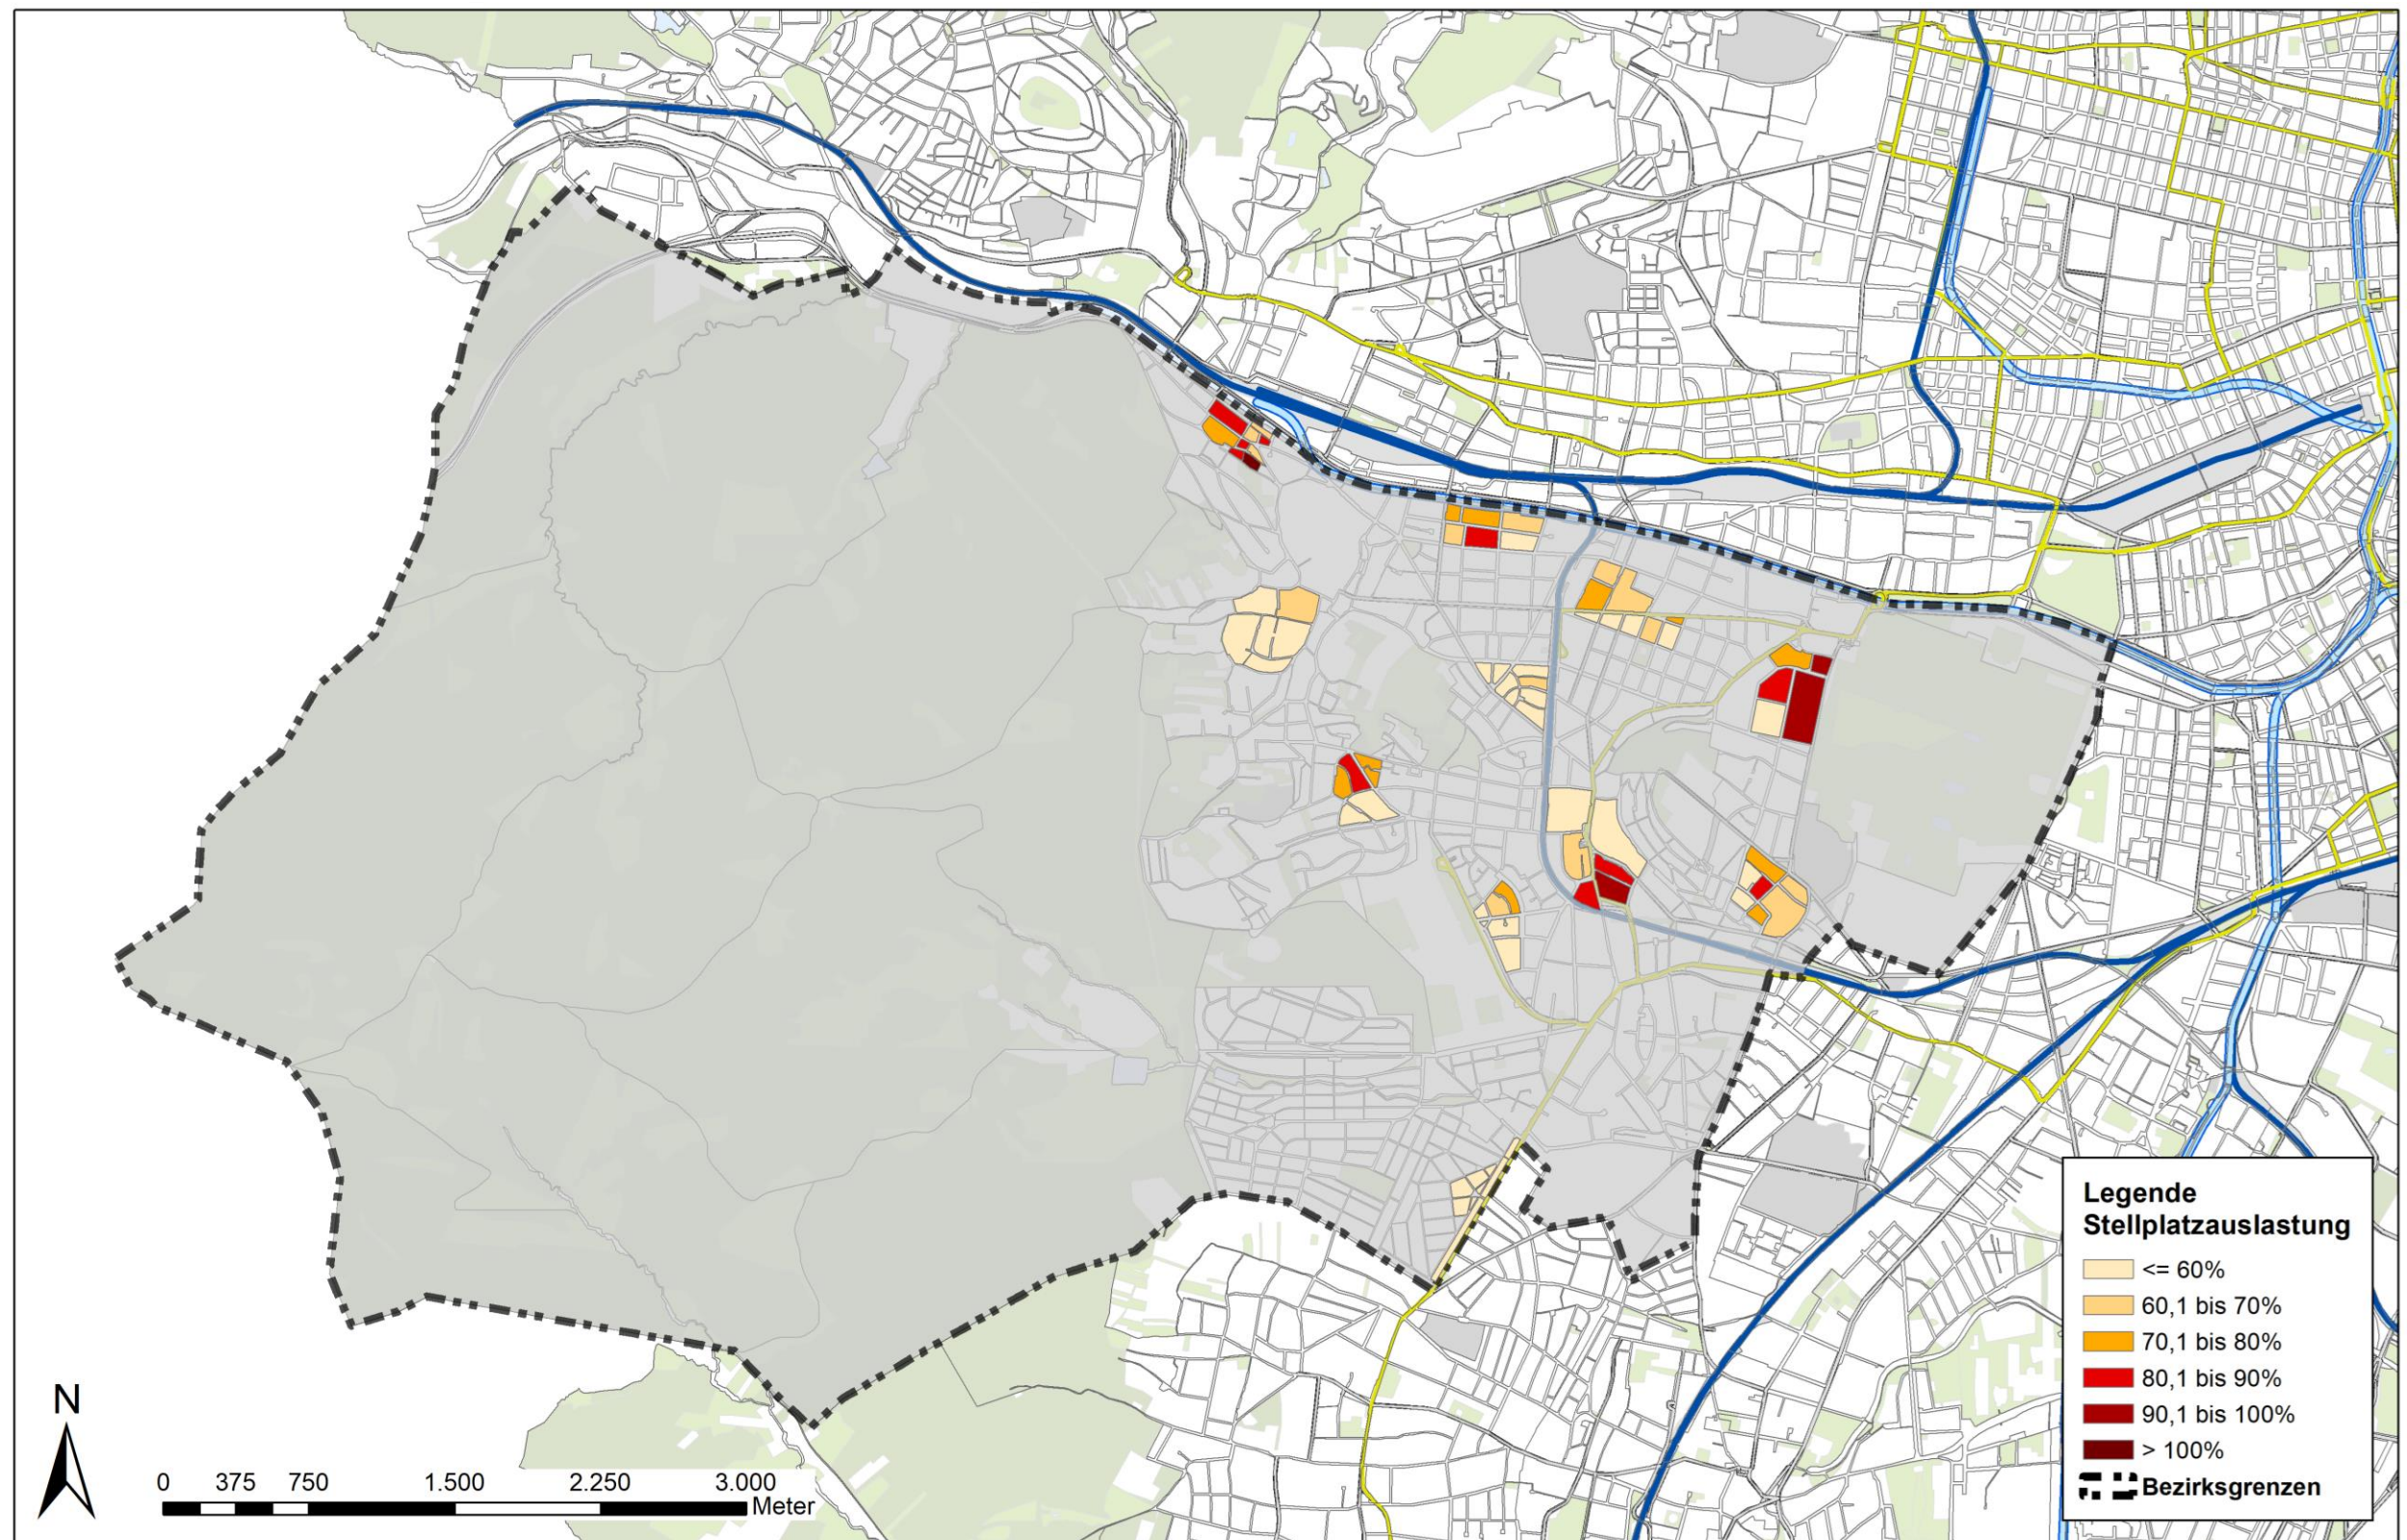 Legende
Stellplatzauslastung
<= 60%
60,1 bis 70%
70,1 bis 80%
80,1 bis 90%
90,1 bis 100%
> 100%
Bezirksgrenzen
N
0 375 750 1.500 2.250 3.000
Meter